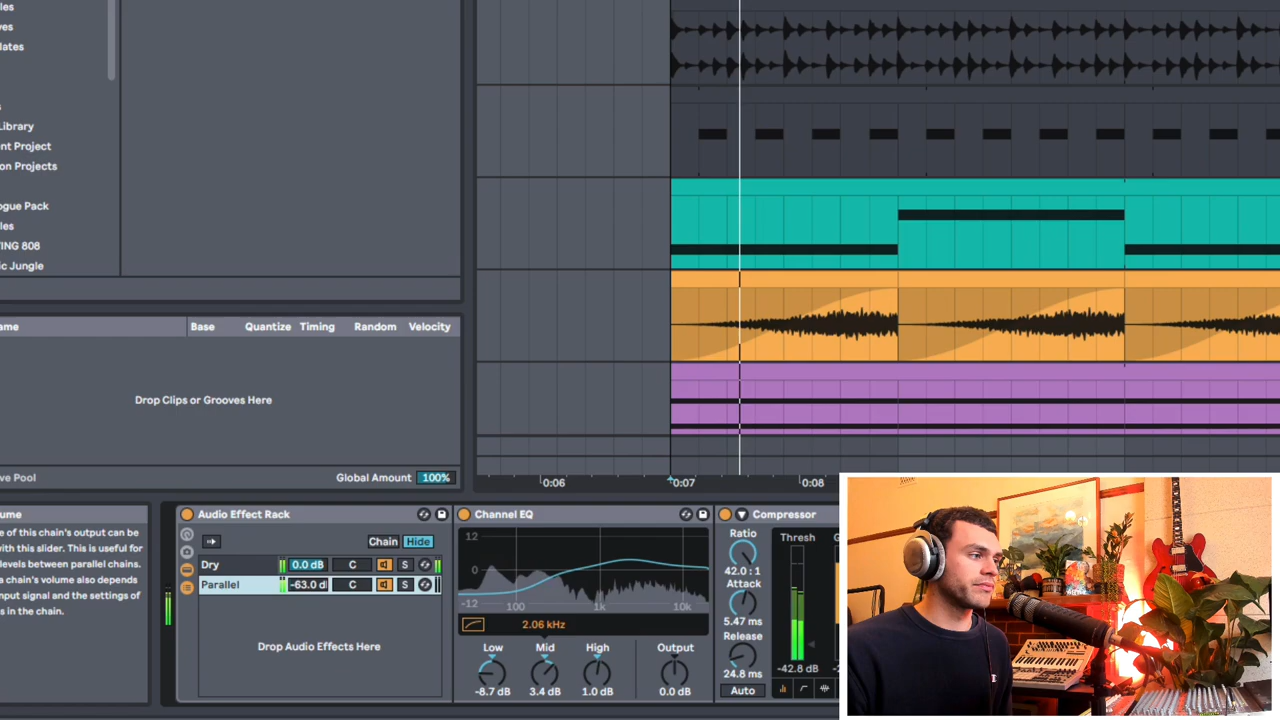 les
ves
lates
s
Library
ent Project
on Projects
ogue Pack
les
ING 808
ic Jungle
ame Base Quantize Timing Random Velocity
Drop Clips or Grooves Here
ve Pool Global Amount 100%
0:06 0:07 0:08
ume
e of this chain's output can be
with this slider. This is useful for
levels between parallel chains.
a chain's volume also depends
nput signal and the settings of
s in the chain.
Audio Effect Rack
Chain Hide
Dry 0.0 dB C S
Parallel -63.0 d C S
Drop Audio Effects Here
Channel EQ
12
0
-12 100 1k 10k
2.06 kHz
Low Mid High Output
-8.7 dB 3.4 dB 1.0 dB 0.0 dB
Compressor
Ratio
42.0 : 1
Attack
5.47 ms
Release
24.8 ms
Auto
Thresh
-42.8 dB